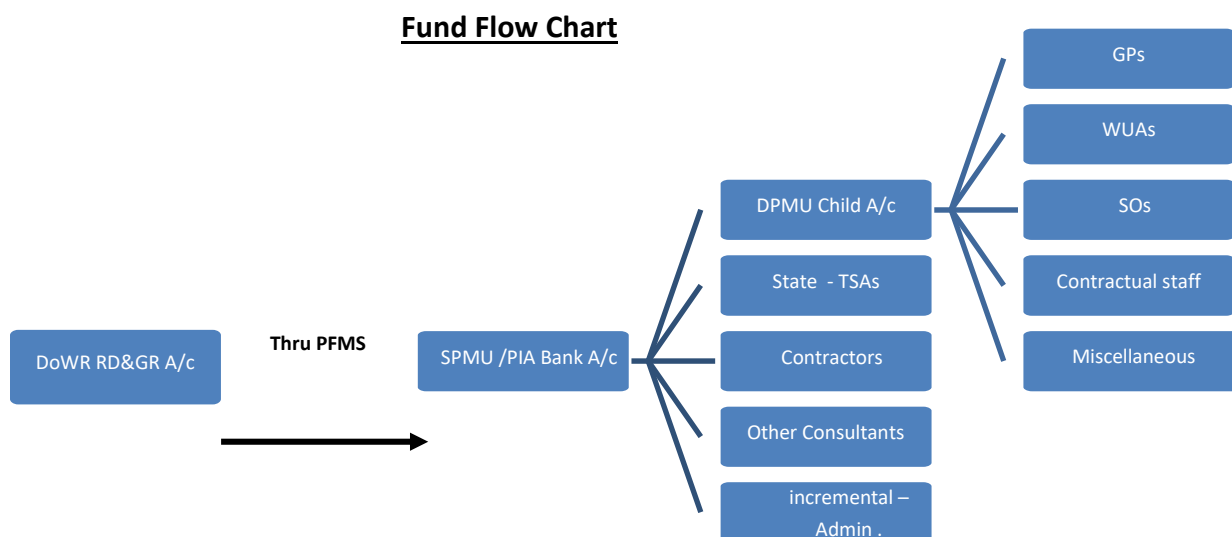 Fund Flow Chart
GPs
WUAs
DPMU Child A/c
SOs
State - TSAs
Contractual staff
Thru PFMS
DoWR RD&GR A/c
SPMU /PIA Bank A/c
Contractors
Miscellaneous
Other Consultants
incremental –
Admin .